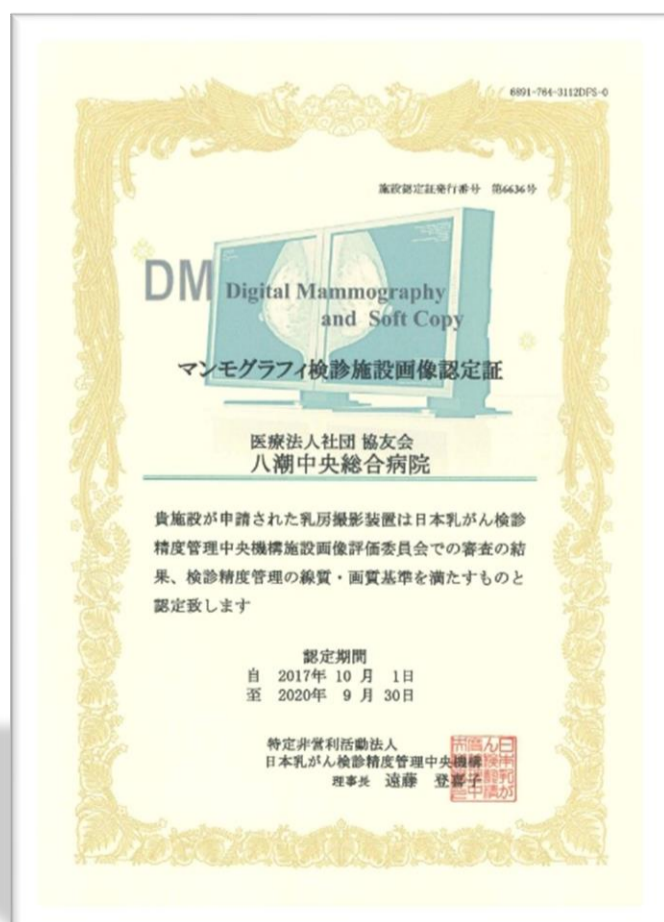 6891-764-3112DFS-0
施設認定証発行番号 第6636号
DM
Digital Mammography
and Soft Copy
マンモグラフィ検診施設画像認定証
医療法人社団 協友会
八潮中央総合病院
貴施設が申請された乳房撮影装置は日本乳がん検診
精度管理中央機構施設画像評価委員会での審査の結
果、検診精度管理の線質・画質基準を満たすものと
認定致します
認定期間
自 2017年 10 月 1日
至 2020年 9 月 30日
特定非営利活動法人
日本乳がん検診精度管理中央機構
理事長 遠藤 登喜子